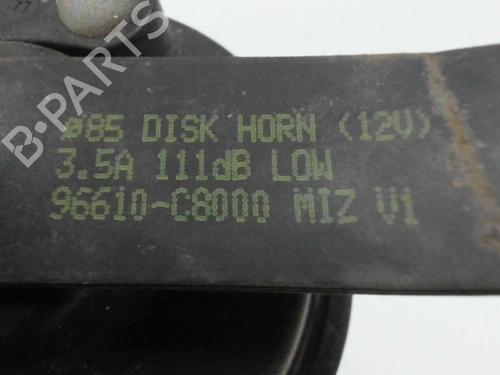 ø85 DISK HORN (12V)
3.5A 111dB LOW
96610-C8000 MIZ V1
B-Parts